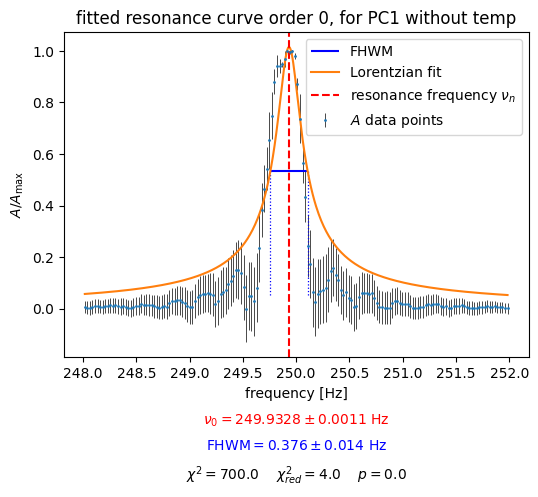 fitted resonance curve order 0, for PC1 without temp
FHWM
Lorentzian fit
resonance frequency νₙ
A data points
A/A_max
1.0
0.8
0.6
0.4
0.2
0.0
248.0 248.5 249.0 249.5 250.0 250.5 251.0 251.5 252.0
frequency [Hz]
ν₀ = 249.9328 ± 0.0011 Hz
FHWM = 0.376 ± 0.014 Hz
χ² = 700.0 χ²_red = 4.0 p = 0.0